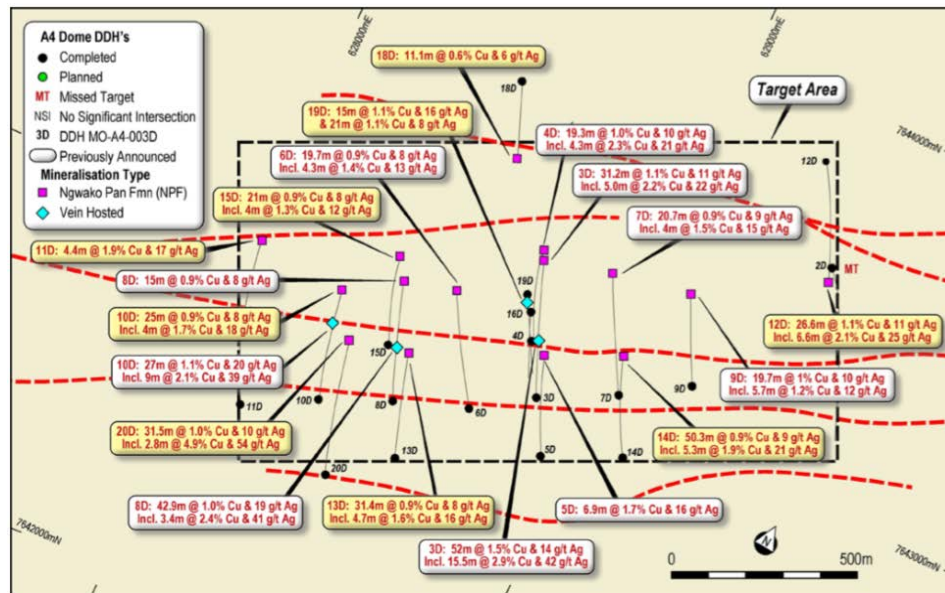 A4 Dome DDH's
Completed
Planned
MT Missed Target
NSI No Significant Intersection
3D DDH MO-A4-003D
Previously Announced
Mineralisation Type
Ngwako Pan Fmn (NPF)
Vein Hosted
628000mE
629000mE
7644000mN
7642000mN
7643000mN
Target Area
18D: 11.1m @ 0.6% Cu & 6 g/t Ag
19D: 15m @ 1.1% Cu & 16 g/t Ag
& 21m @ 1.1% Cu & 8 g/t Ag
4D: 19.3m @ 1.0% Cu & 10 g/t Ag
Incl. 4.3m @ 2.3% Cu & 21 g/t Ag
6D: 19.7m @ 0.9% Cu & 8 g/t Ag
Incl. 4.3m @ 1.4% Cu & 13 g/t Ag
3D: 31.2m @ 1.1% Cu & 11 g/t Ag
Incl. 5.0m @ 2.2% Cu & 22 g/t Ag
15D: 21m @ 0.9% Cu & 8 g/t Ag
Incl. 4m @ 1.3% Cu & 12 g/t Ag
7D: 20.7m @ 0.9% Cu & 9 g/t Ag
Incl. 4m @ 1.5% Cu & 15 g/t Ag
11D: 4.4m @ 1.9% Cu & 17 g/t Ag
8D: 15m @ 0.9% Cu & 8 g/t Ag
10D: 25m @ 0.9% Cu & 8 g/t Ag
Incl. 4m @ 1.7% Cu & 18 g/t Ag
12D: 26.6m @ 1.1% Cu & 11 g/t Ag
Incl. 6.6m @ 2.1% Cu & 25 g/t Ag
10D: 27m @ 1.1% Cu & 20 g/t Ag
Incl. 9m @ 2.1% Cu & 39 g/t Ag
9D: 19.7m @ 1% Cu & 10 g/t Ag
Incl. 5.7m @ 1.2% Cu & 12 g/t Ag
20D: 31.5m @ 1.0% Cu & 10 g/t Ag
Incl. 2.8m @ 4.9% Cu & 54 g/t Ag
14D: 50.3m @ 0.9% Cu & 9 g/t Ag
Incl. 5.3m @ 1.9% Cu & 21 g/t Ag
8D: 42.9m @ 1.0% Cu & 19 g/t Ag
Incl. 3.4m @ 2.4% Cu & 41 g/t Ag
13D: 31.4m @ 0.9% Cu & 8 g/t Ag
Incl. 4.7m @ 1.6% Cu & 16 g/t Ag
5D: 6.9m @ 1.7% Cu & 16 g/t Ag
3D: 52m @ 1.5% Cu & 14 g/t Ag
Incl. 15.5m @ 2.9% Cu & 42 g/t Ag
18D
12D
2D MT
19D
16D
4D
15D
11D
10D
8D
6D
3D
7D
9D
13D
5D
14D
20D
N
0 500m